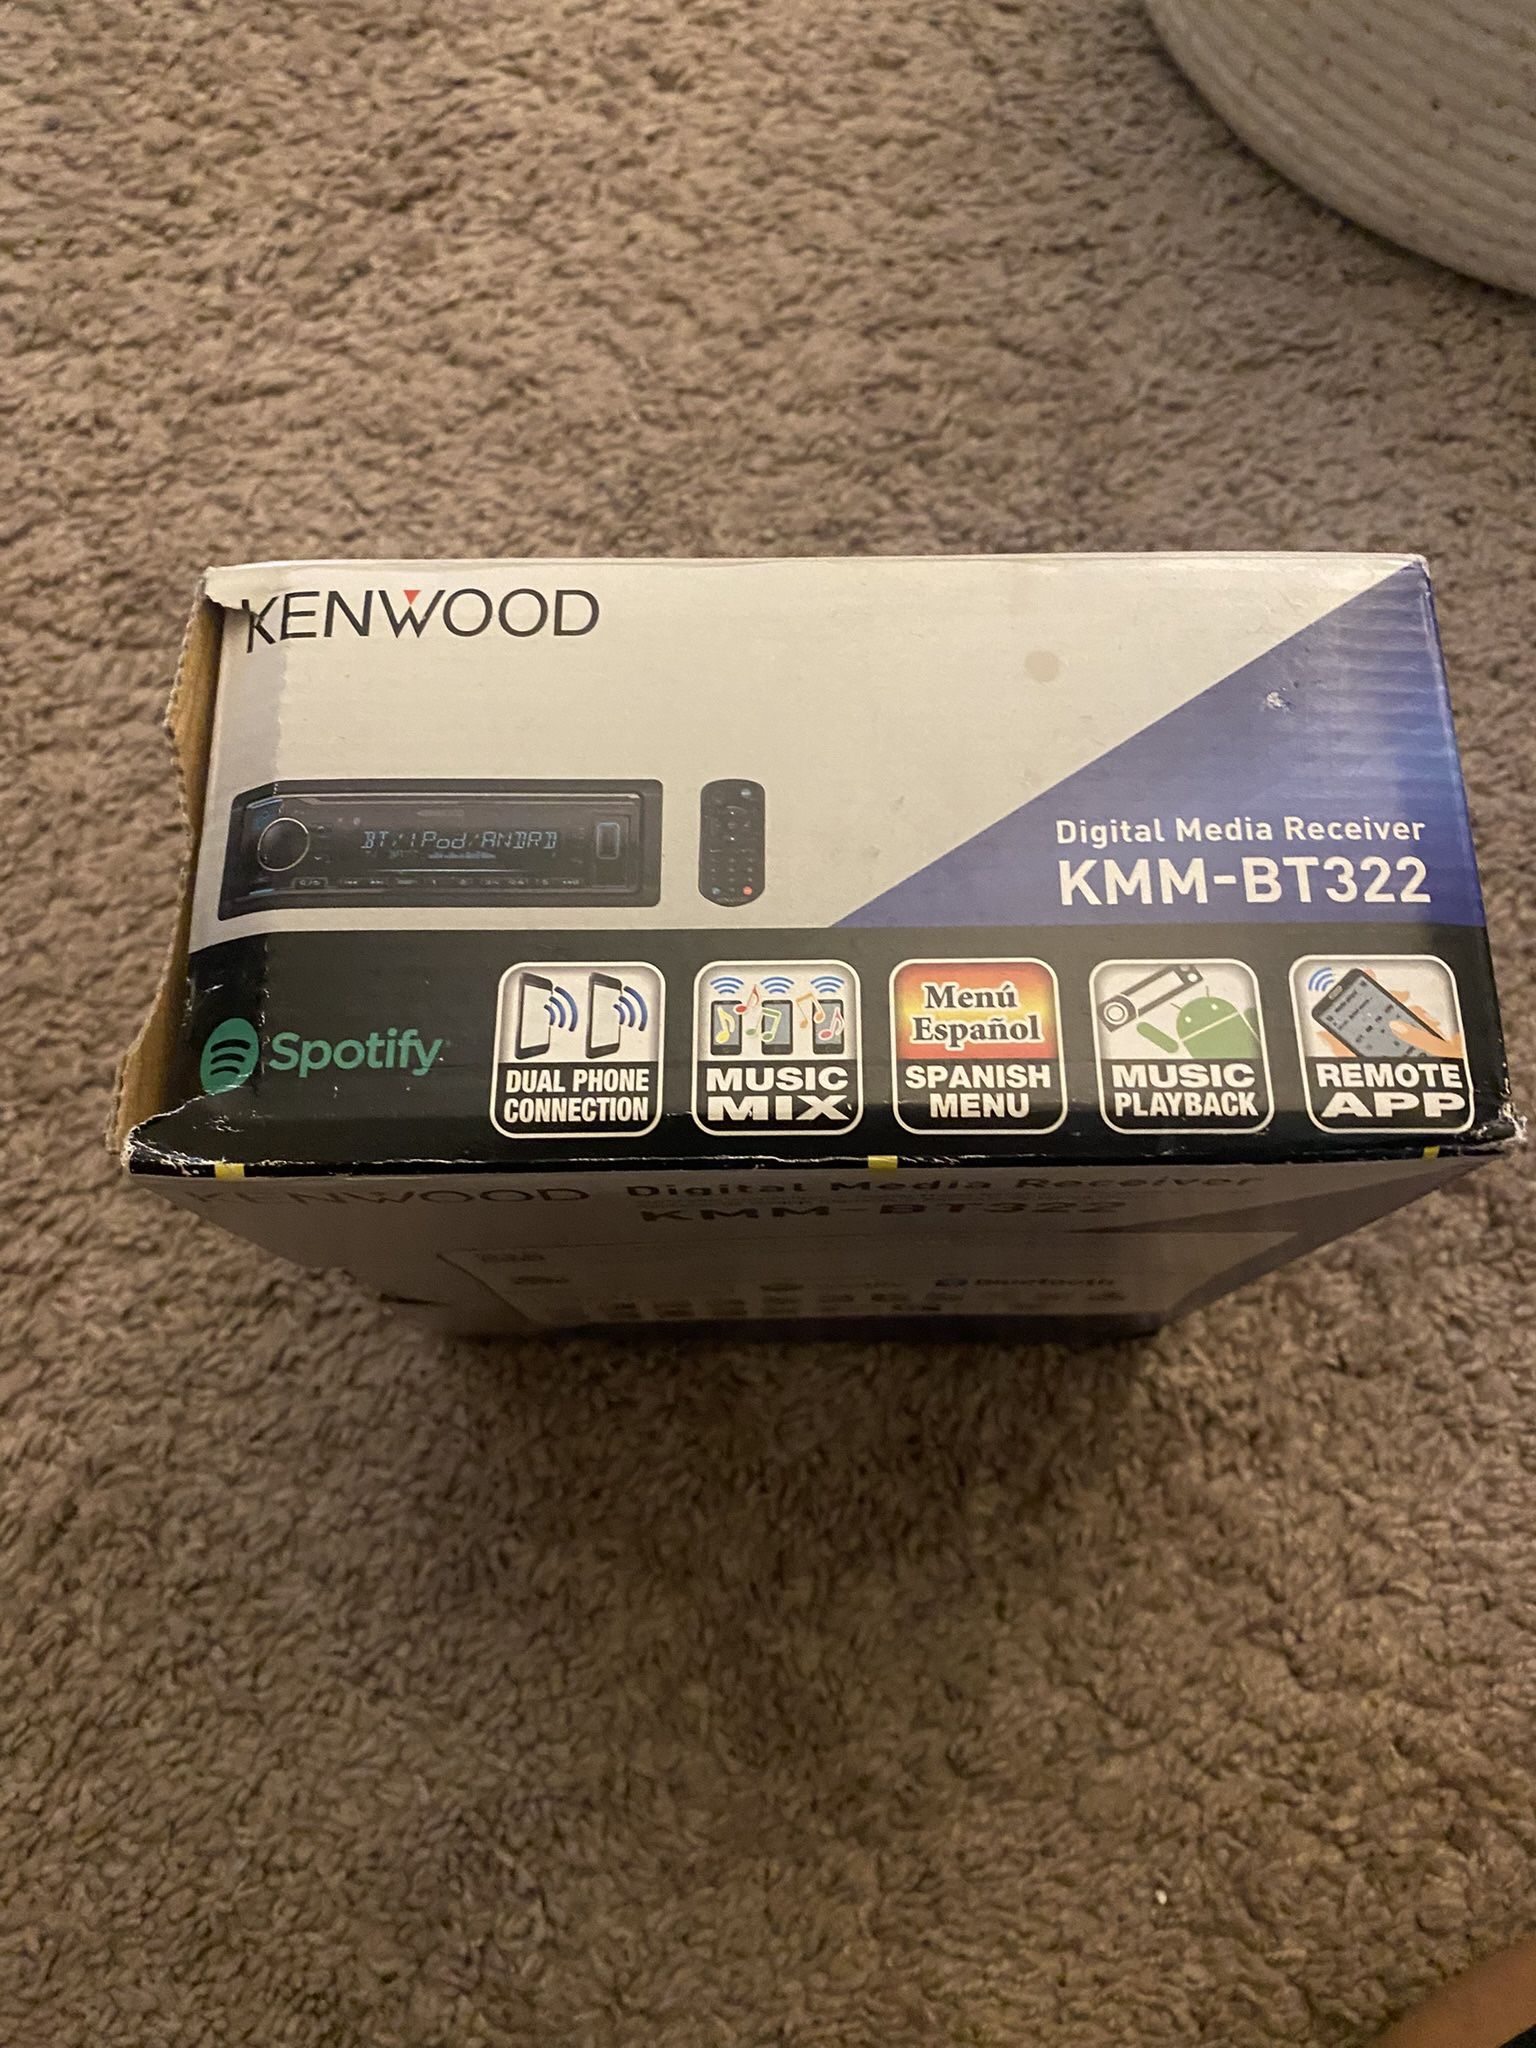 KENWOOD
BT/iPod/ANDRD
Digital Media Receiver
KMM-BT322
Spotify
DUAL PHONE
CONNECTION
MUSIC
MIX
Menú
Español
SPANISH
MENU
MUSIC
PLAYBACK
REMOTE
APP
KENWOOD
Digital Media Receiver
KMM-BT322
Bluetooth